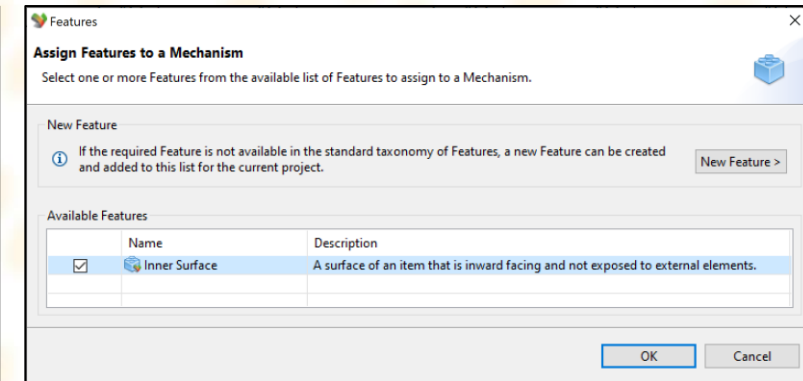 Features
Assign Features to a Mechanism
Select one or more Features from the available list of Features to assign to a Mechanism.
New Feature
If the required Feature is not available in the standard taxonomy of Features, a new Feature can be created
and added to this list for the current project.
New Feature >
Available Features
Name Description
Inner Surface A surface of an item that is inward facing and not exposed to external elements.
OK Cancel